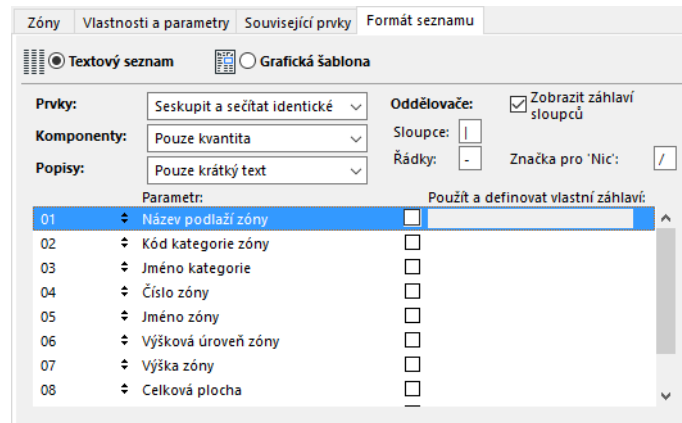 Zóny Vlastnosti a parametry Související prvky Formát seznamu
Textový seznam Grafická šablona
Prvky: Seskupit a sečítat identické Oddělovače: Zobrazit záhlaví sloupců
Komponenty: Pouze kvantita Sloupce: |
Popisy: Pouze krátký text Řádky: - Značka pro 'Nic': /
Parametr: Použít a definovat vlastní záhlaví:
01 Název podlaží zóny
02 Kód kategorie zóny
03 Jméno kategorie
04 Číslo zóny
05 Jméno zóny
06 Výšková úroveň zóny
07 Výška zóny
08 Celková plocha